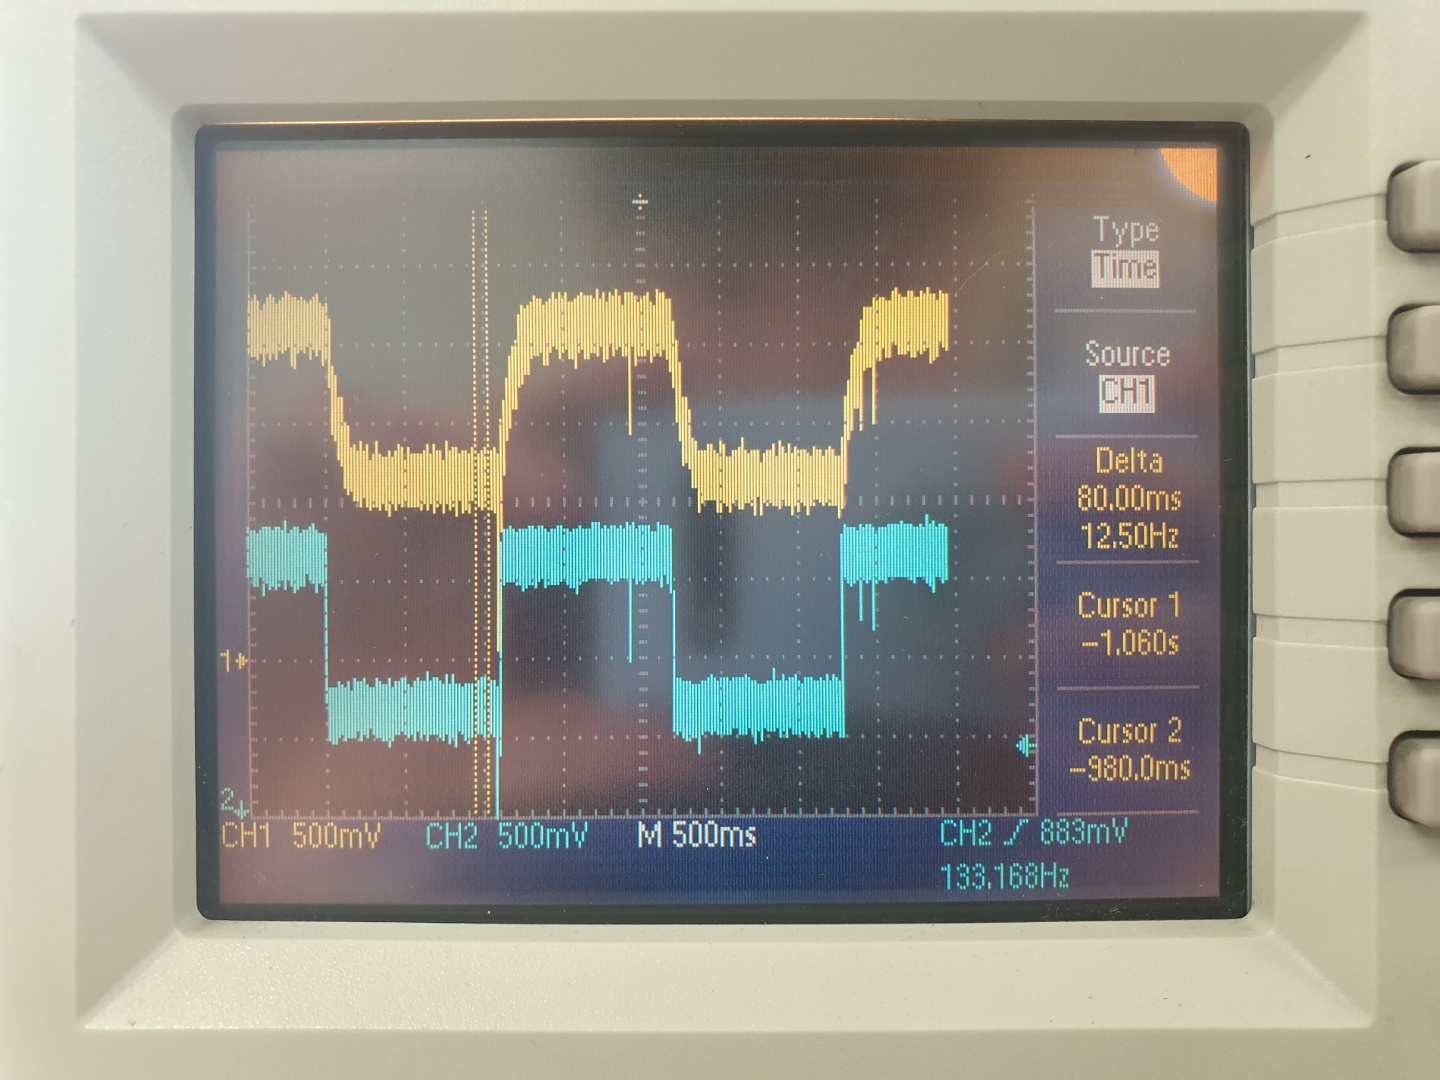 Type
Time
Source
CH1
Delta
80.00ms
12.50Hz
Cursor 1
-1.060s
Cursor 2
-980.0ms
1
2
CH1 500mV CH2 500mV M 500ms CH2 883mV
133.168Hz